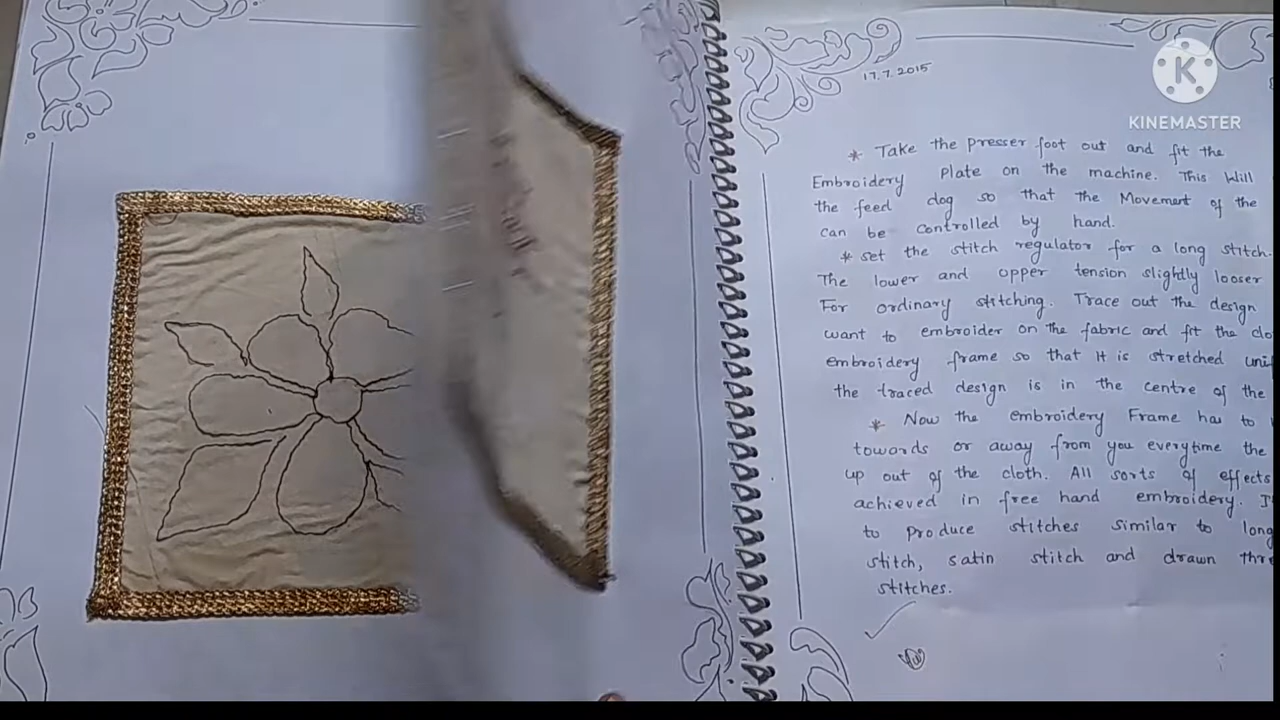 17.7.2015
KINEMASTER
* Take the presser foot out and fit the
Embroidery plate on the machine. This will
the feed dog so that the Movement of the
can be controlled by hand.
* set the stitch regulator for a long stitch.
The lower and upper tension slightly looser
For ordinary stitching. Trace out the design
want to embroider on the fabric and fit the clo
embroidery frame so that it is stretched uni
the traced design is in the centre of the
* Now the embroidery Frame has to
towards or away from you everytime the
up out of the cloth. All sorts of effects
achieved in free hand embroidery. I
to produce stitches similar to long
stitch, satin stitch and drawn thre
stitches.